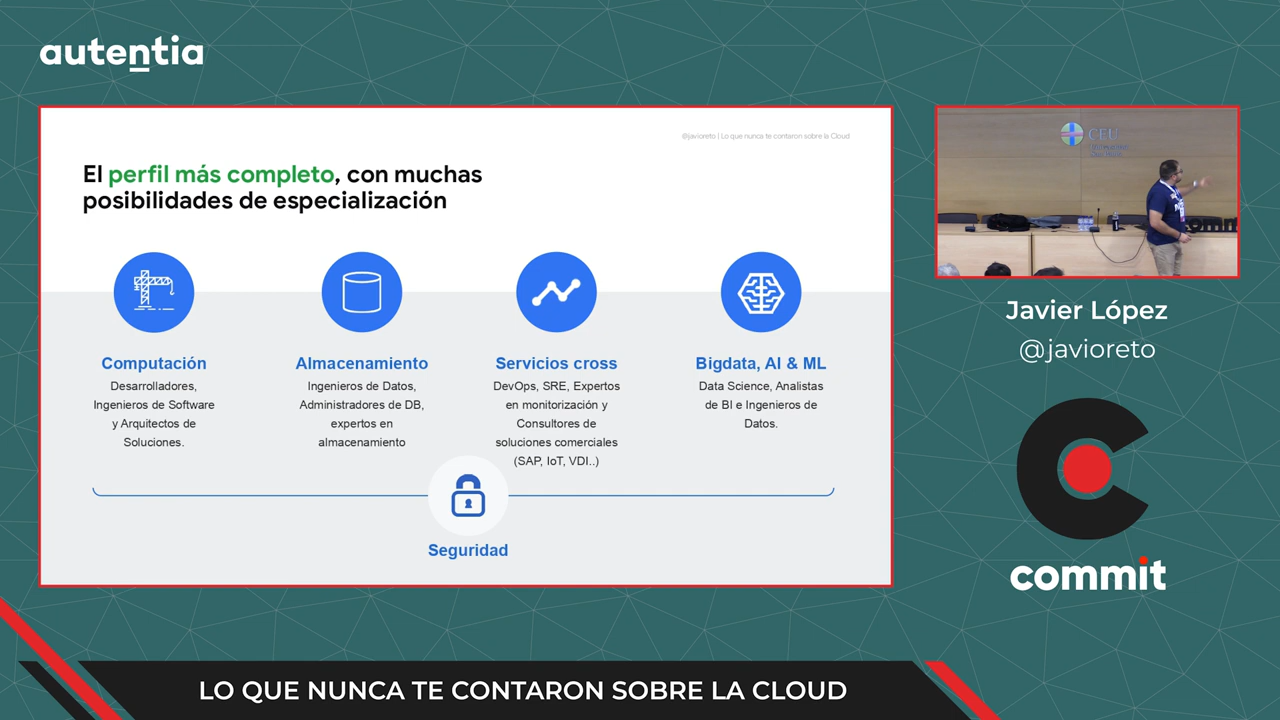 autentia
@javioreto | Lo que nunca te contaron sobre la Cloud
El perfil más completo, con muchas
posibilidades de especialización
Computación
Desarrolladores,
Ingenieros de Software
y Arquitectos de
Soluciones.
Almacenamiento
Ingenieros de Datos,
Administradores de DB,
expertos en
almacenamiento
Servicios cross
DevOps, SRE, Expertos
en monitorización y
Consultores de
soluciones comerciales
(SAP, IoT, VDI..)
Bigdata, AI & ML
Data Science, Analistas
de BI e Ingenieros de
Datos.
Seguridad
CEU
Javier López
@javioreto
commit
LO QUE NUNCA TE CONTARON SOBRE LA CLOUD